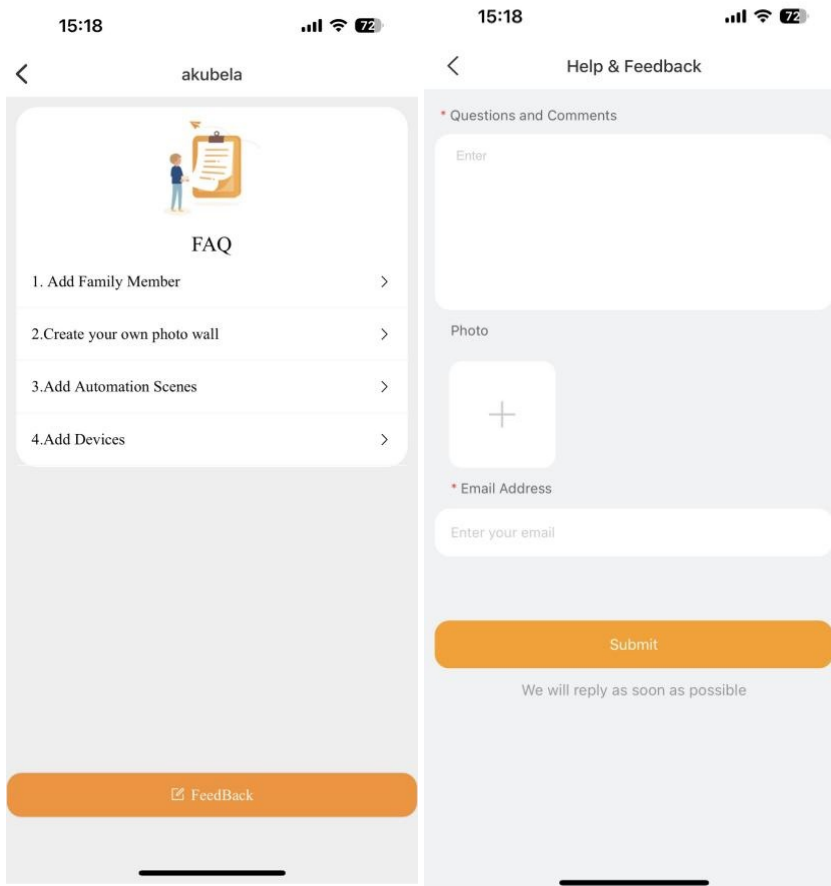 15:18
72
akubela
FAQ
1. Add Family Member
2.Create your own photo wall
3.Add Automation Scenes
4.Add Devices
FeedBack
15:18
72
Help & Feedback
* Questions and Comments
Enter
Photo
* Email Address
Enter your email
Submit
We will reply as soon as possible